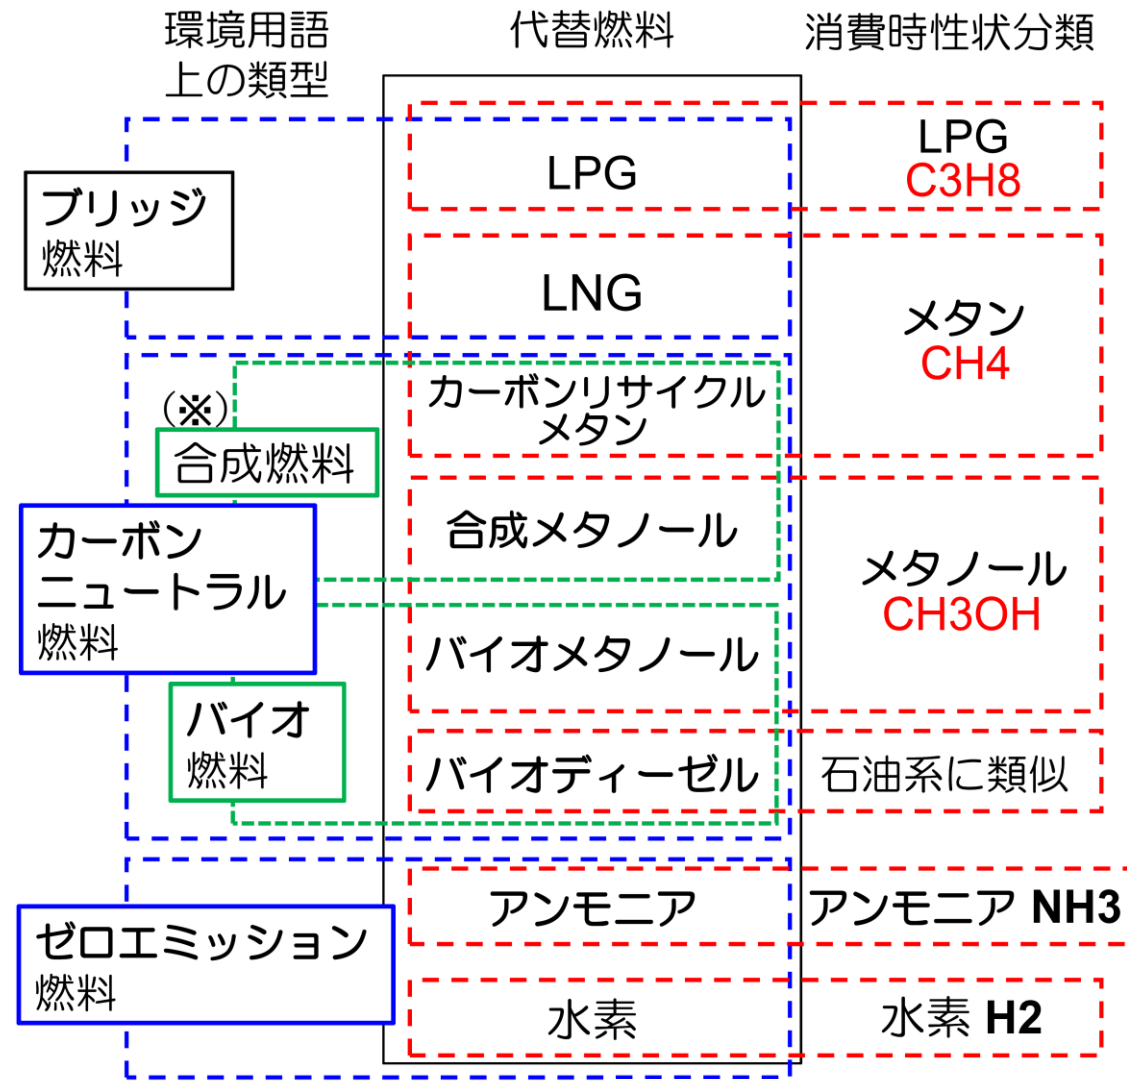 環境用語
上の類型
代替燃料
消費時性状分類
ブリッジ
燃料
LPG
LPG
C3H8
LNG
メタン
CH4
カーボンリサイクル
メタン
(※)
合成燃料
カーボン
ニュートラル
燃料
合成メタノール
メタノール
CH3OH
バイオメタノール
バイオ
燃料
バイオディーゼル
石油系に類似
ゼロエミッション
燃料
アンモニア
アンモニア NH3
水素
水素 H2